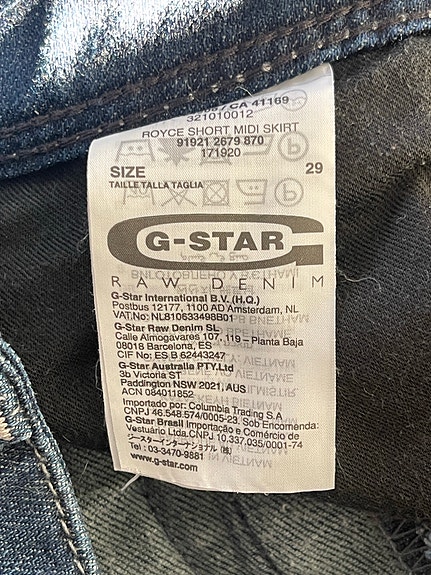 CA 41169
321010012
ROYCE SHORT MIDI SKIRT
91921 2679 870
171920
SIZE 29
TAILLE TALLA TAGLIA
G-STAR
RAW DENIM
G-Star International B.V. (H.Q.)
Postbus 12177, 1100 AD Amsterdam, NL
VAT.No: NL810633498B01
G-Star Raw Denim SL
Calle Almogavares 107, 119 – Planta Baja
08018 Barcelona, ES
CIF No: ES B 62443247
G-Star Australia PTY.Ltd
3b Victoria ST
Paddington NSW 2021, AUS
ACN 084011852
Importado por: Columbia Trading S.A
CNPJ 46.548.574/0005-23. Sob Encomenda:
G-Star Brasil Importação e Comércio de
Vestuário Ltda.CNPJ 10.337.035/0001-74
ジースターインターナショナル ㈱
Tel : 03-3470-9881
www.g-star.com